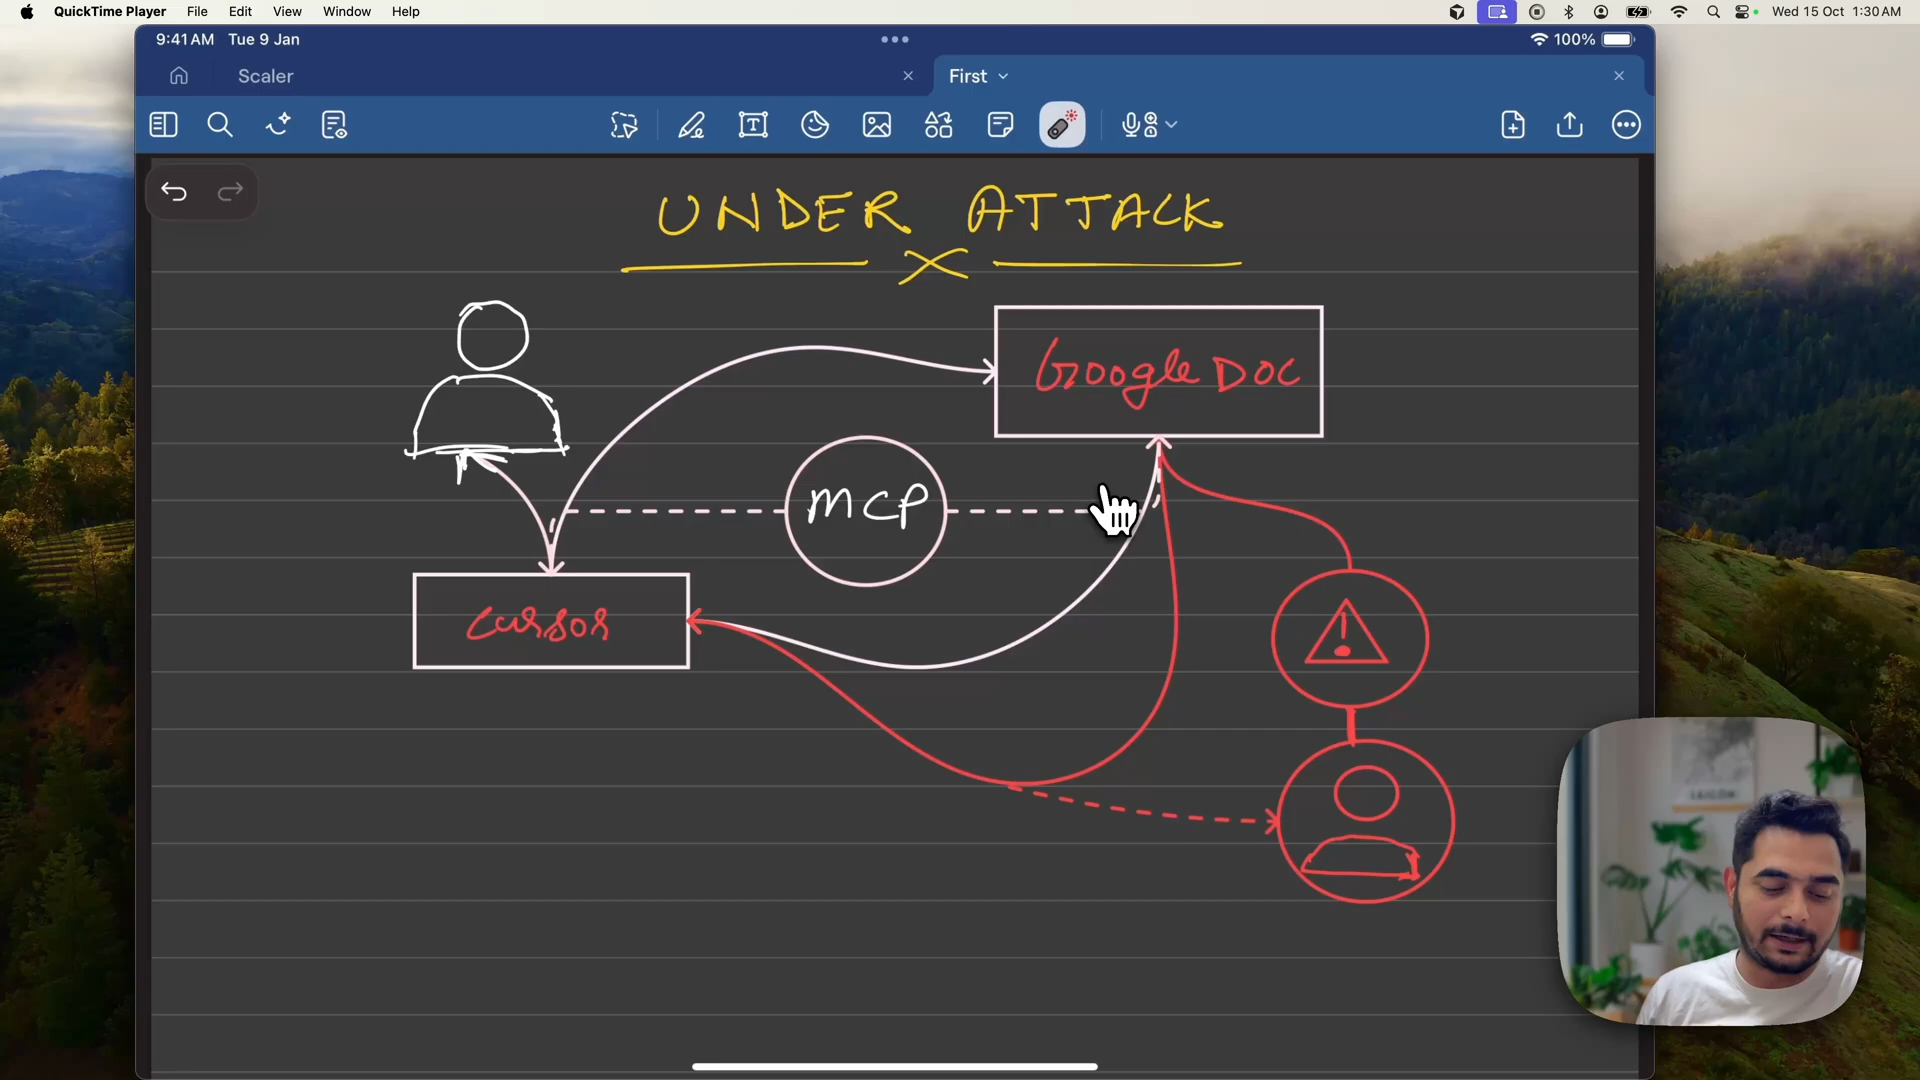 QuickTime Player File Edit View Window Help Wed 15 Oct 1:30 AM
9:41 AM Tue 9 Jan 100%
Scaler First
UNDER ATTACK
Google DOC
MCP
Cursor